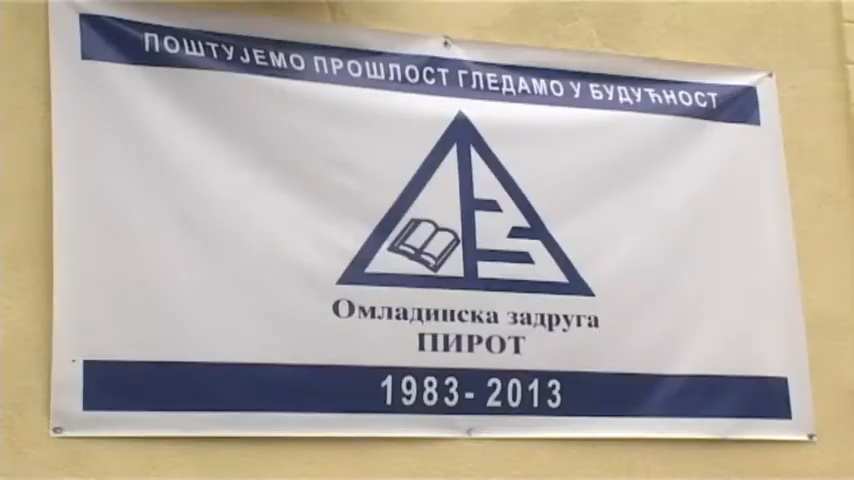 ПОШТУЈЕМО ПРОШЛОСТ ГЛЕДАМО У БУДУЋНОСТ
Омладинска задруга
ПИРОТ
1983- 2013